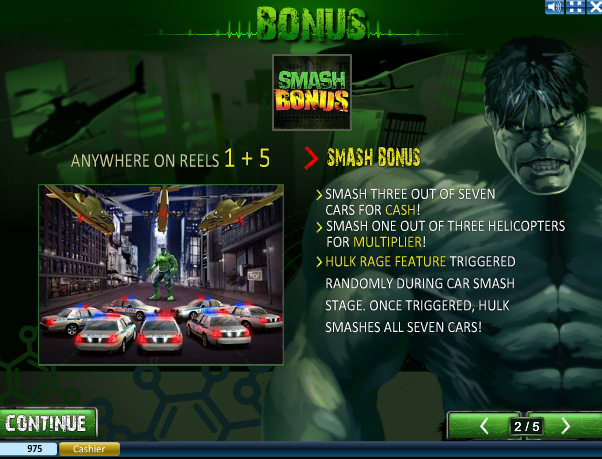 BONUS
SMASH
BONUS
ANYWHERE ON REELS 1 + 5
SMASH BONUS
SMASH THREE OUT OF SEVEN
CARS FOR CASH!
SMASH ONE OUT OF THREE HELICOPTERS
FOR MULTIPLIER!
HULK RAGE FEATURE TRIGGERED
RANDOMLY DURING CAR SMASH
STAGE. ONCE TRIGGERED, HULK
SMASHES ALL SEVEN CARS!
CONTINUE
2 / 5
975
Cashier